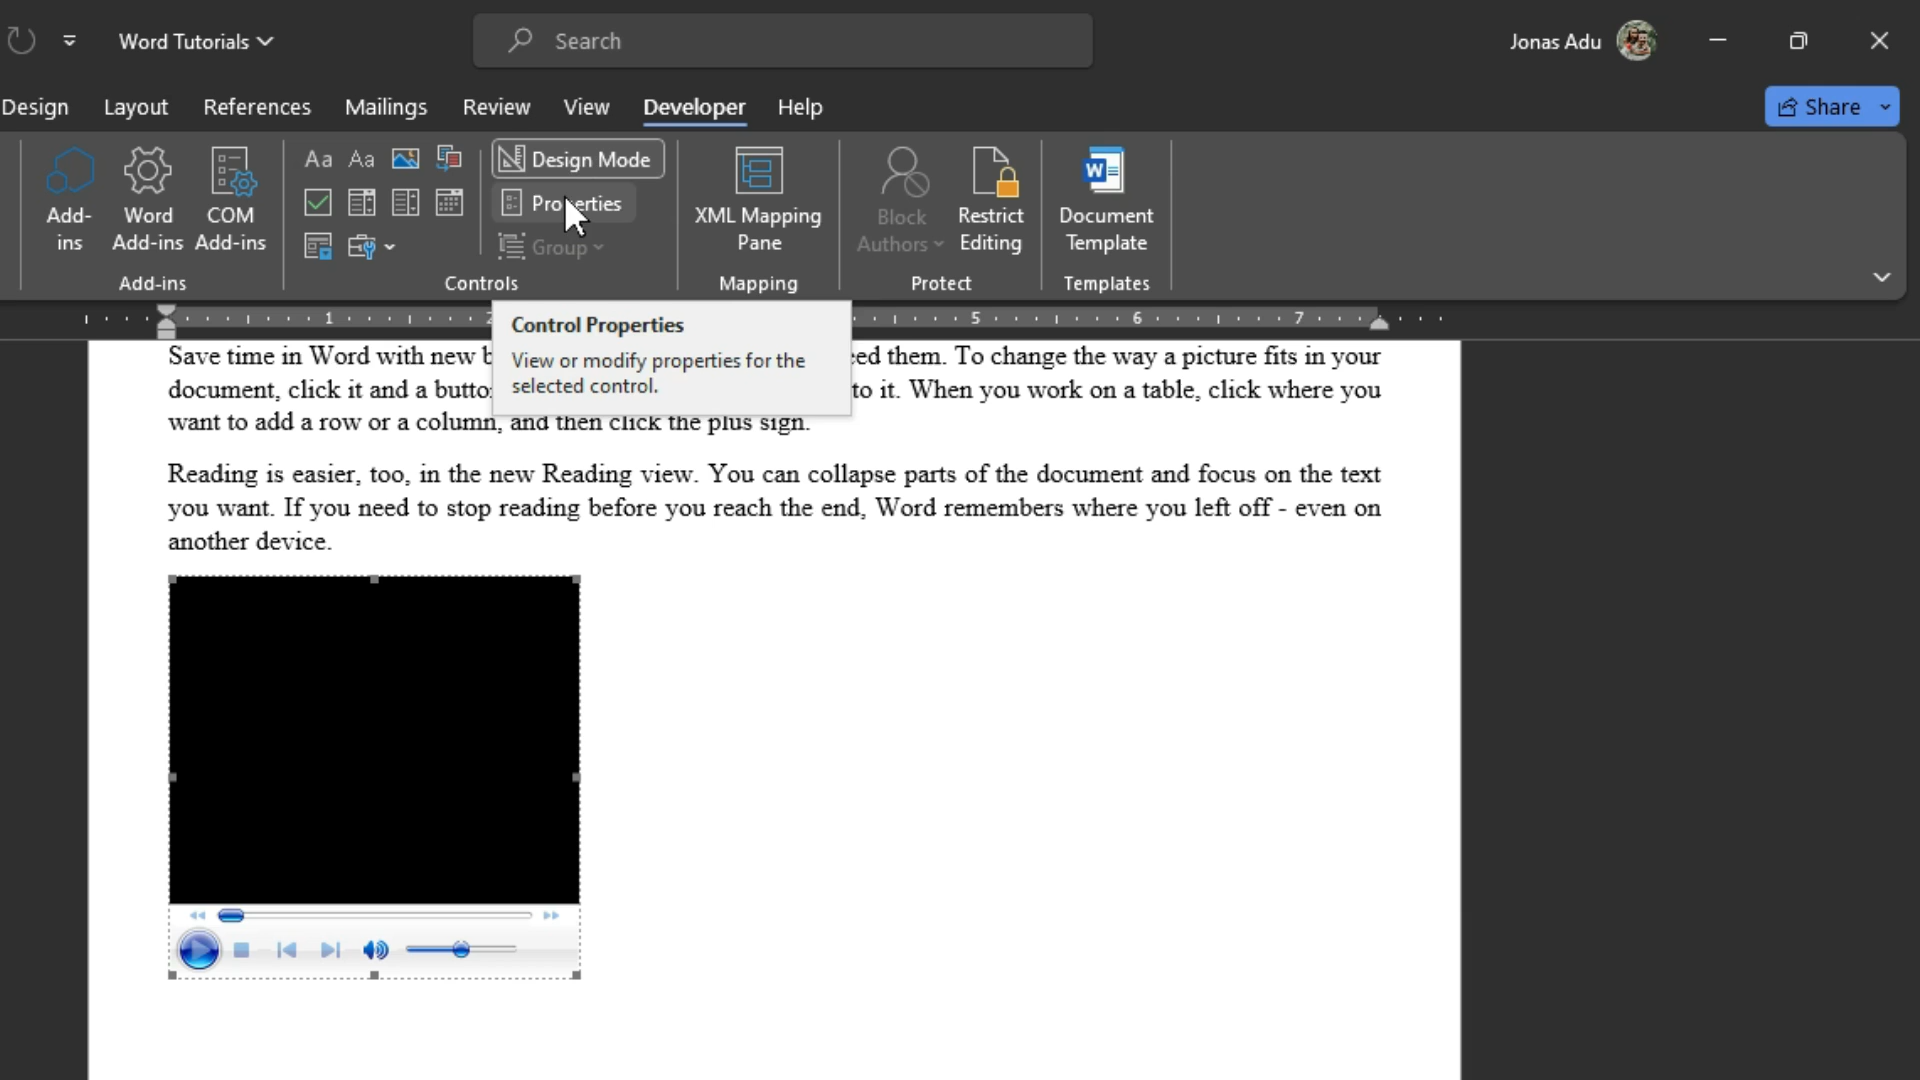 Word Tutorials
Search
Jonas Adu
Design Layout References Mailings Review View Developer Help
Share
Add-
ins
Word
Add-ins
COM
Add-ins
Add-ins
Aa Aa
Design Mode
Properties
Group
Controls
XML Mapping
Pane
Mapping
Block
Authors
Restrict
Editing
Protect
W
Document
Template
Templates
1 2 5 6 7
Control Properties
View or modify properties for the
selected control.
Save time in Word with new them. To change the way a picture fits in your
document, click it and a to it. When you work on a table, click where you
want to add a row or a column, and then click the plus sign.
Reading is easier, too, in the new Reading view. You can collapse parts of the document and focus on the text
you want. If you need to stop reading before you reach the end, Word remembers where you left off - even on
another device.